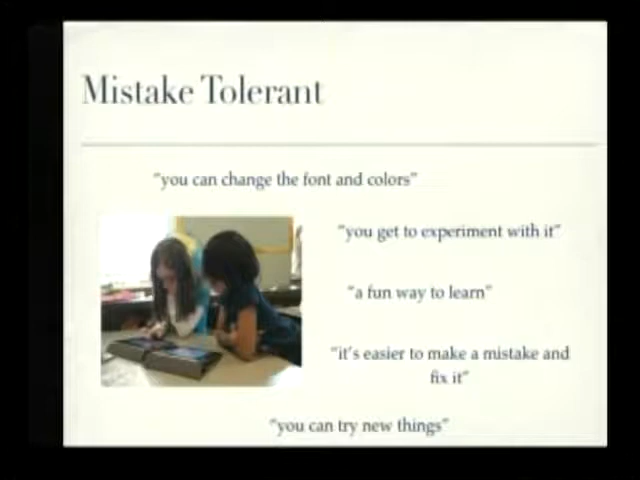 Mistake Tolerant
"you can change the font and colors"
"you get to experiment with it"
"a fun way to learn"
"it's easier to make a mistake and
fix it"
"you can try new things"